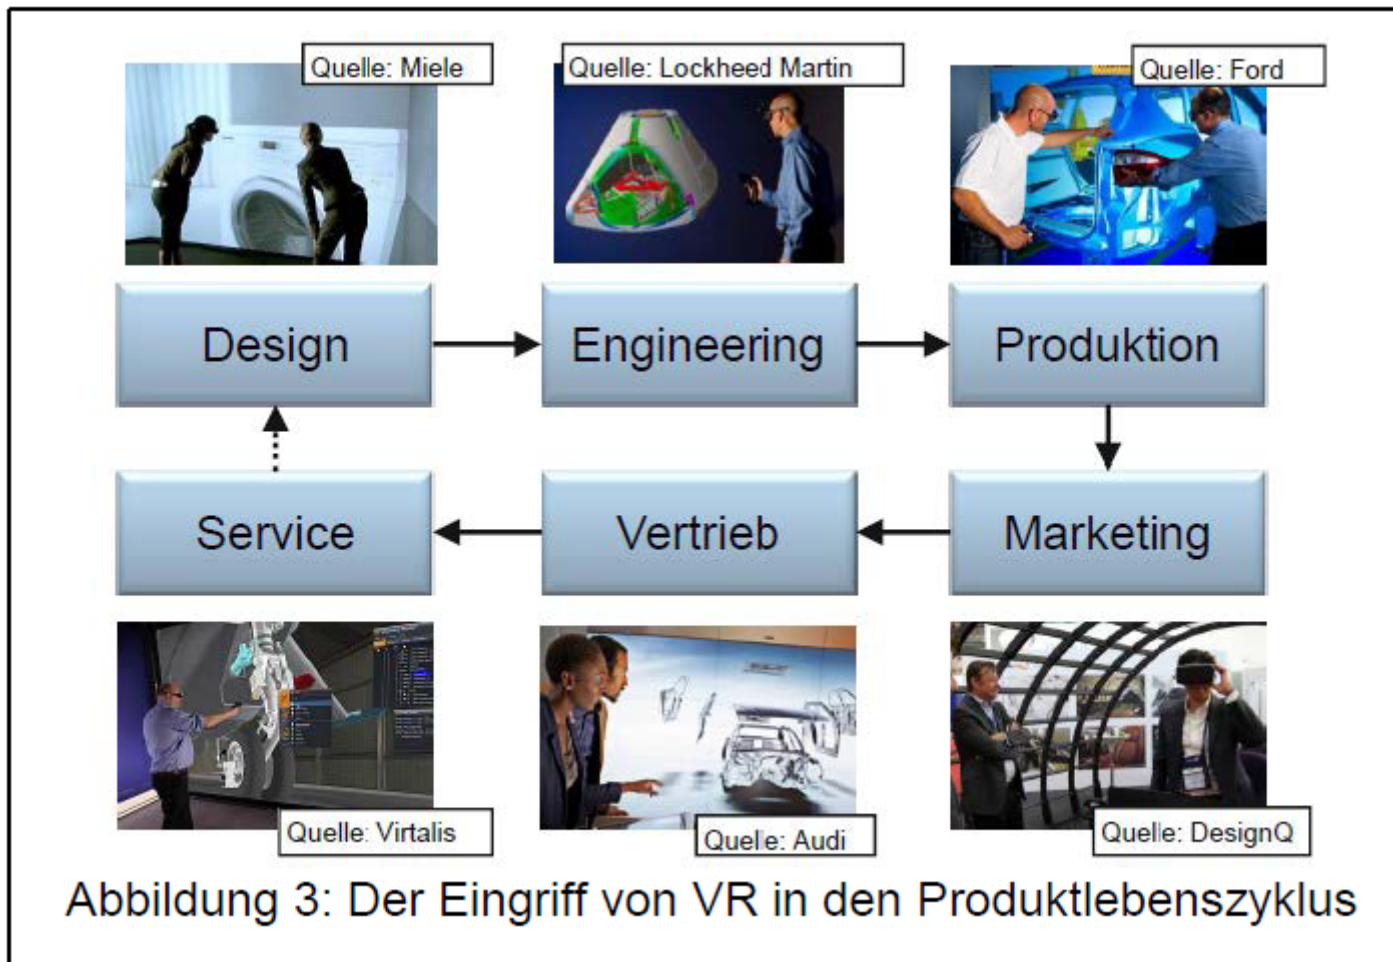 Quelle: Miele
Quelle: Lockheed Martin
Quelle: Ford
Design
Engineering
Produktion
Service
Vertrieb
Marketing
Quelle: Virtalis
Quelle: Audi
Quelle: DesignQ
Abbildung 3: Der Eingriff von VR in den Produktlebenszyklus